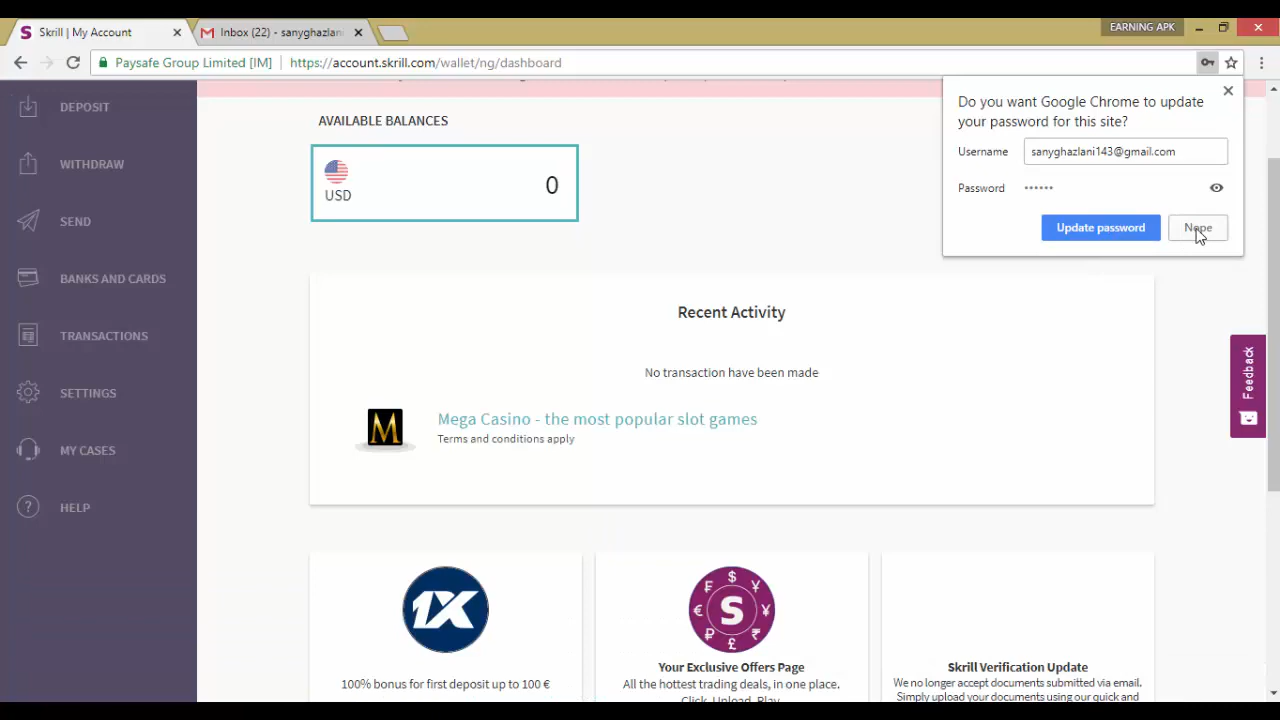 Skrill | My Account
Inbox (22) - sanyghazlan
EARNING APK
Paysafe Group Limited [IM]
https://account.skrill.com/wallet/ng/dashboard
Do you want Google Chrome to update
your password for this site?
Username
sanyghazlani143@gmail.com
Password
••••••
Update password
Nope
DEPOSIT
WITHDRAW
SEND
BANKS AND CARDS
TRANSACTIONS
SETTINGS
MY CASES
HELP
AVAILABLE BALANCES
USD
0
Recent Activity
No transaction have been made
M
Mega Casino - the most popular slot games
Terms and conditions apply
Feedback
1X
100% bonus for first deposit up to 100 €
S
Your Exclusive Offers Page
All the hottest trading deals, in one place.
Click, Upload, Play
Skrill Verification Update
We no longer accept documents submitted via email.
Simply upload your documents using our quick and